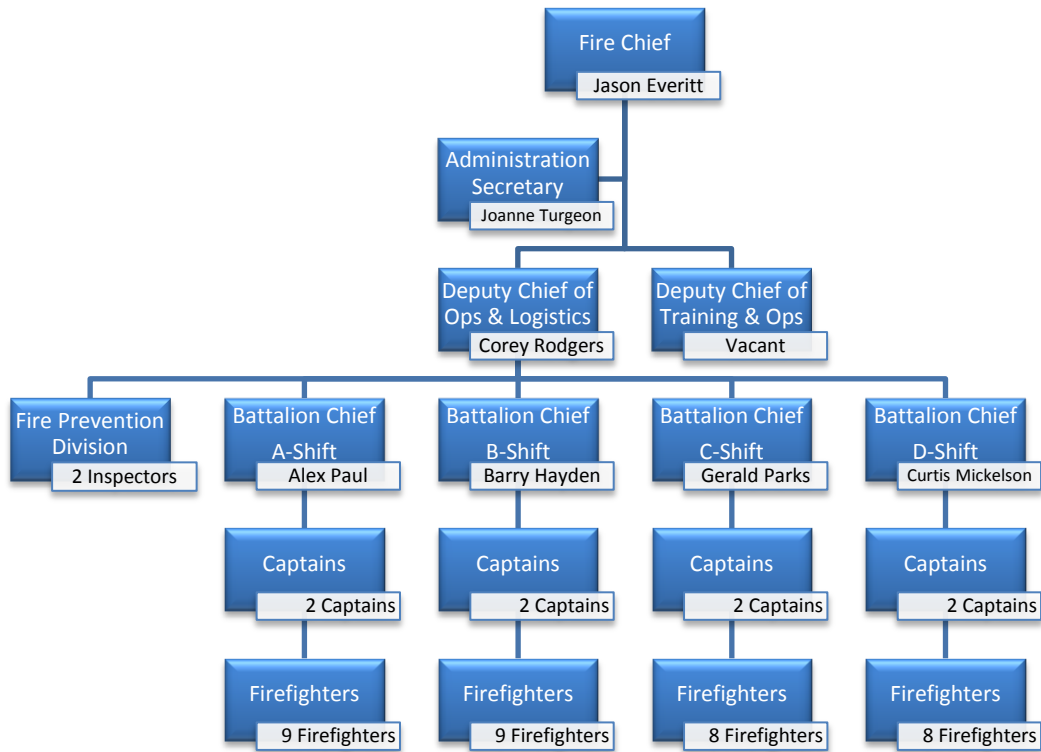 Fire Chief
Jason Everitt
Administration
Secretary
Joanne Turgeon
Deputy Chief of
Ops & Logistics
Corey Rodgers
Deputy Chief of
Training & Ops
Vacant
Fire Prevention
Division
2 Inspectors
Battalion Chief
A-Shift
Alex Paul
Battalion Chief
B-Shift
Barry Hayden
Battalion Chief
C-Shift
Gerald Parks
Battalion Chief
D-Shift
Curtis Mickelson
Captains
2 Captains
Captains
2 Captains
Captains
2 Captains
Captains
2 Captains
Firefighters
9 Firefighters
Firefighters
9 Firefighters
Firefighters
8 Firefighters
Firefighters
8 Firefighters